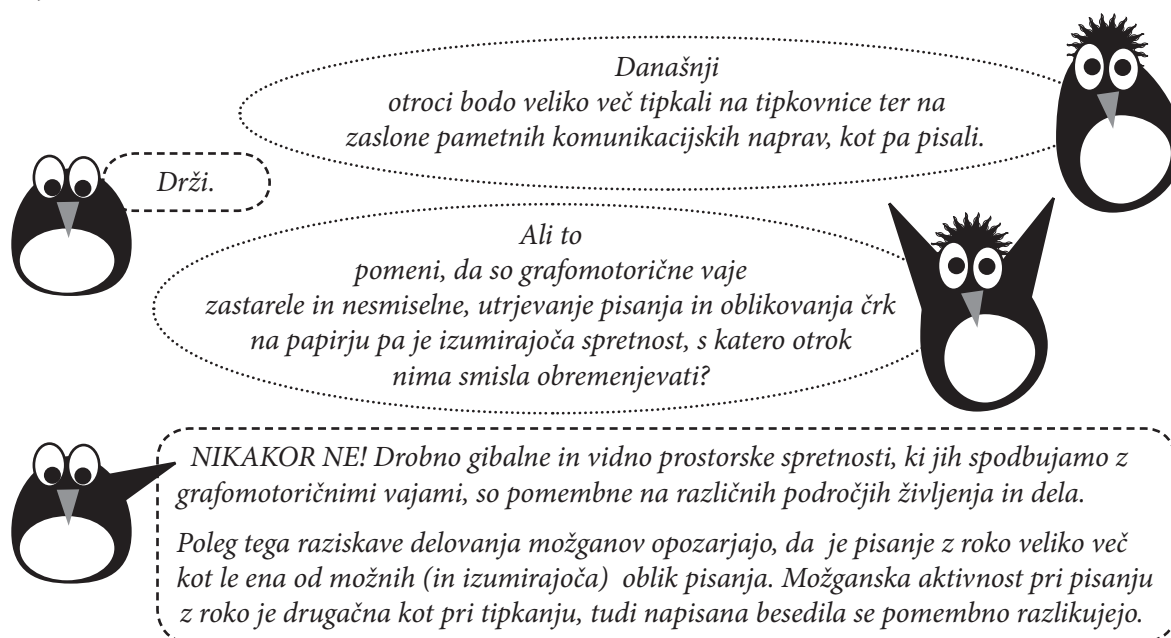 Današnji
otroci bodo veliko več tipkali na tipkovnice ter na
zaslone pametnih komunikacijskih naprav, kot pa pisali.
Drži.
Ali to
pomeni, da so grafomotorične vaje
zastarele in nesmiselne, utrjevanje pisanja in oblikovanja črk
na papirju pa je izumirajoča spretnost, s katero otrok
nima smisla obremenjevati?
NIKAKOR NE! Drobno gibalne in vidno prostorske spretnosti, ki jih spodbujamo z
grafomotoričnimi vajami, so pomembne na različnih področjih življenja in dela.
Poleg tega raziskave delovanja možganov opozarjajo, da je pisanje z roko veliko več
kot le ena od možnih (in izumirajoča) oblik pisanja. Možganska aktivnost pri pisanju
z roko je drugačna kot pri tipkanju, tudi napisana besedila se pomembno razlikujejo.